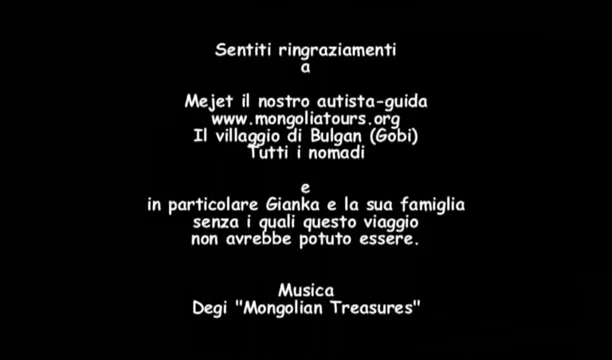 Sentiti ringraziamenti
a
Mejet il nostro autista-guida
www.mongoliatours.org
Il villaggio di Bulgan (Gobi)
Tutti i nomadi
e
in particolare Gianka e la sua famiglia
senza i quali questo viaggio
non avrebbe potuto essere.
Musica
Degi "Mongolian Treasures"